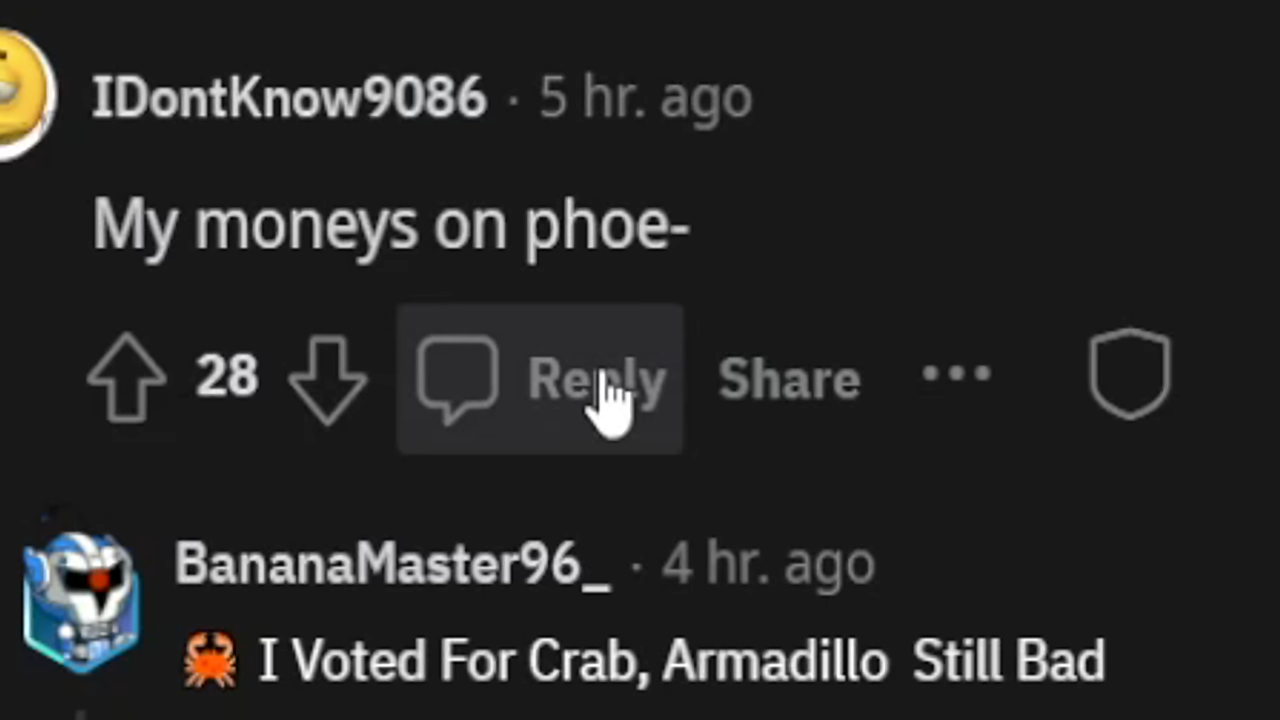 IDontKnow9086 · 5 hr. ago
My moneys on phoe-
28 Reply Share ...
BananaMaster96_ · 4 hr. ago
🦀 I Voted For Crab, Armadillo Still Bad